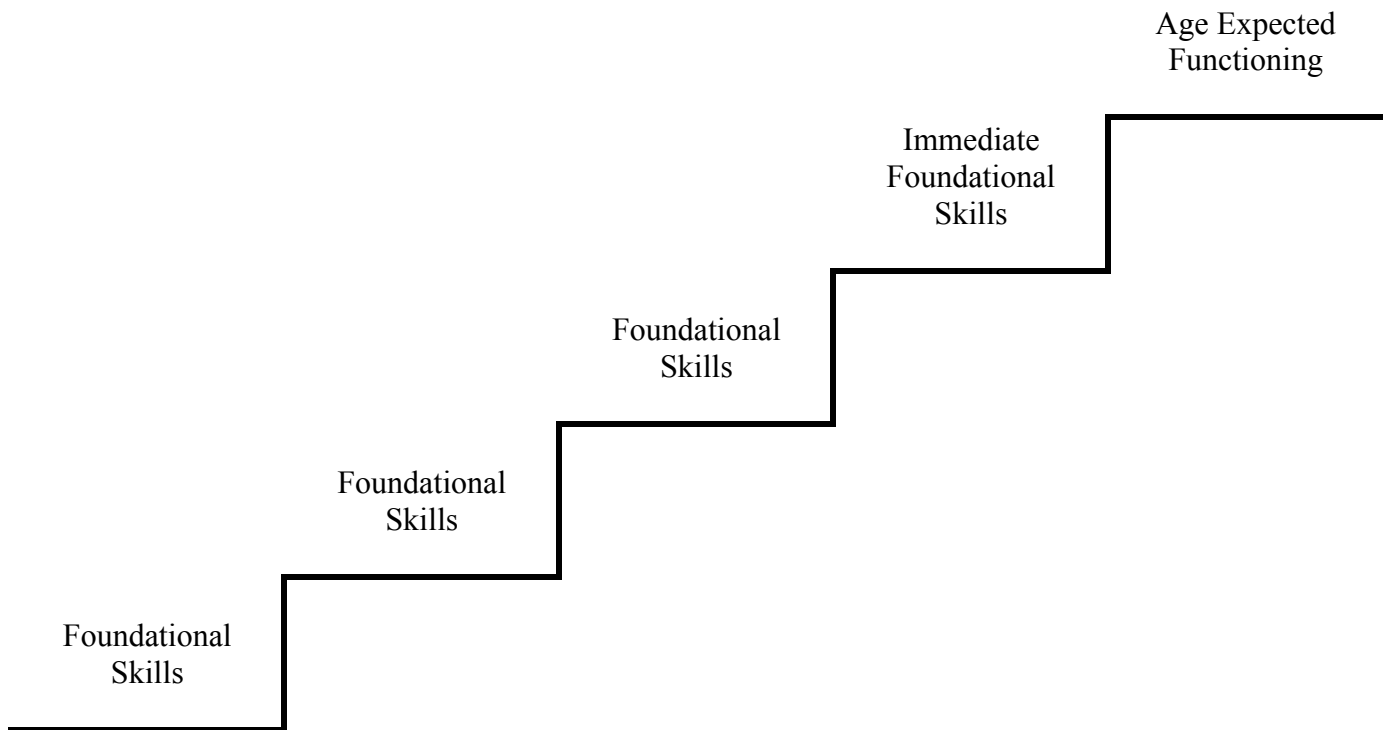 Age Expected
Functioning
Immediate
Foundational
Skills
Foundational
Skills
Foundational
Skills
Foundational
Skills